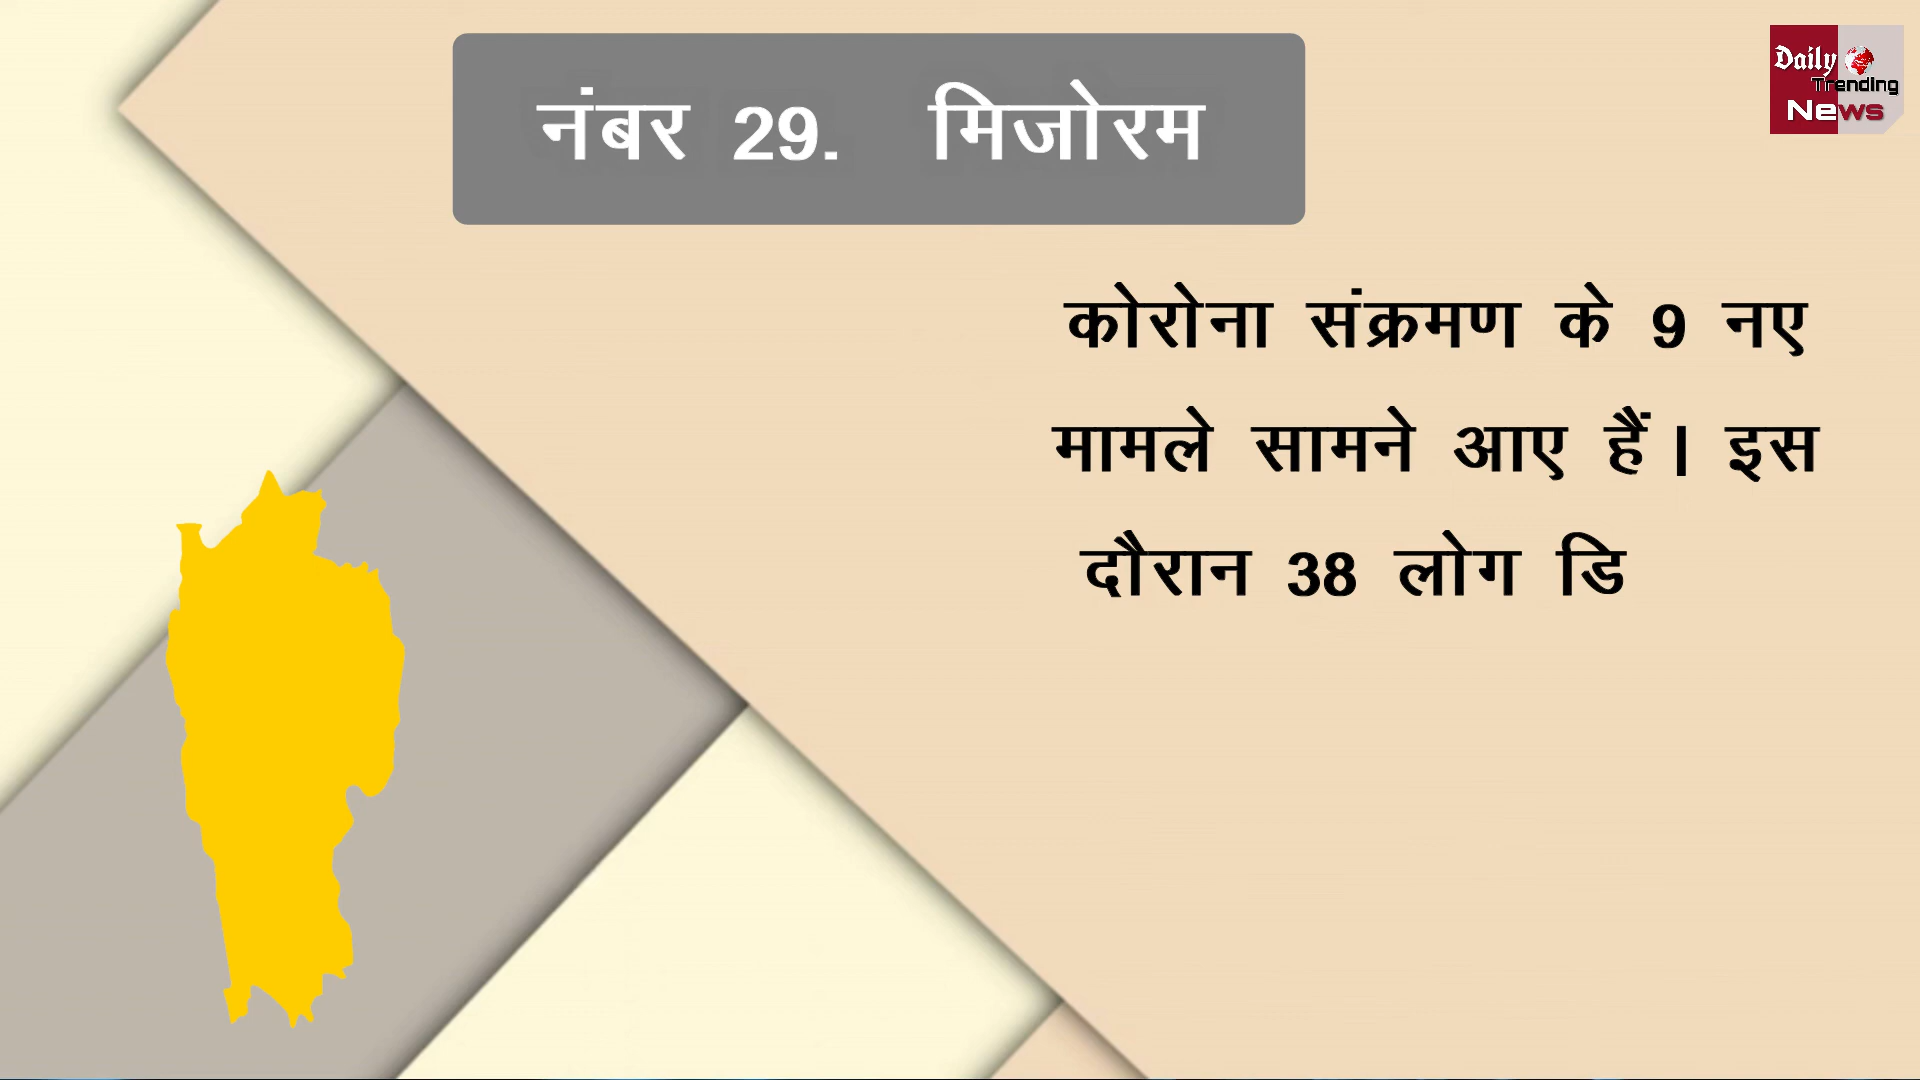 नंबर 29. मिजोरम
Daily
Trending
News
कोरोना संक्रमण के 9 नए
मामले सामने आए हैं। इस
दौरान 38 लोग डि